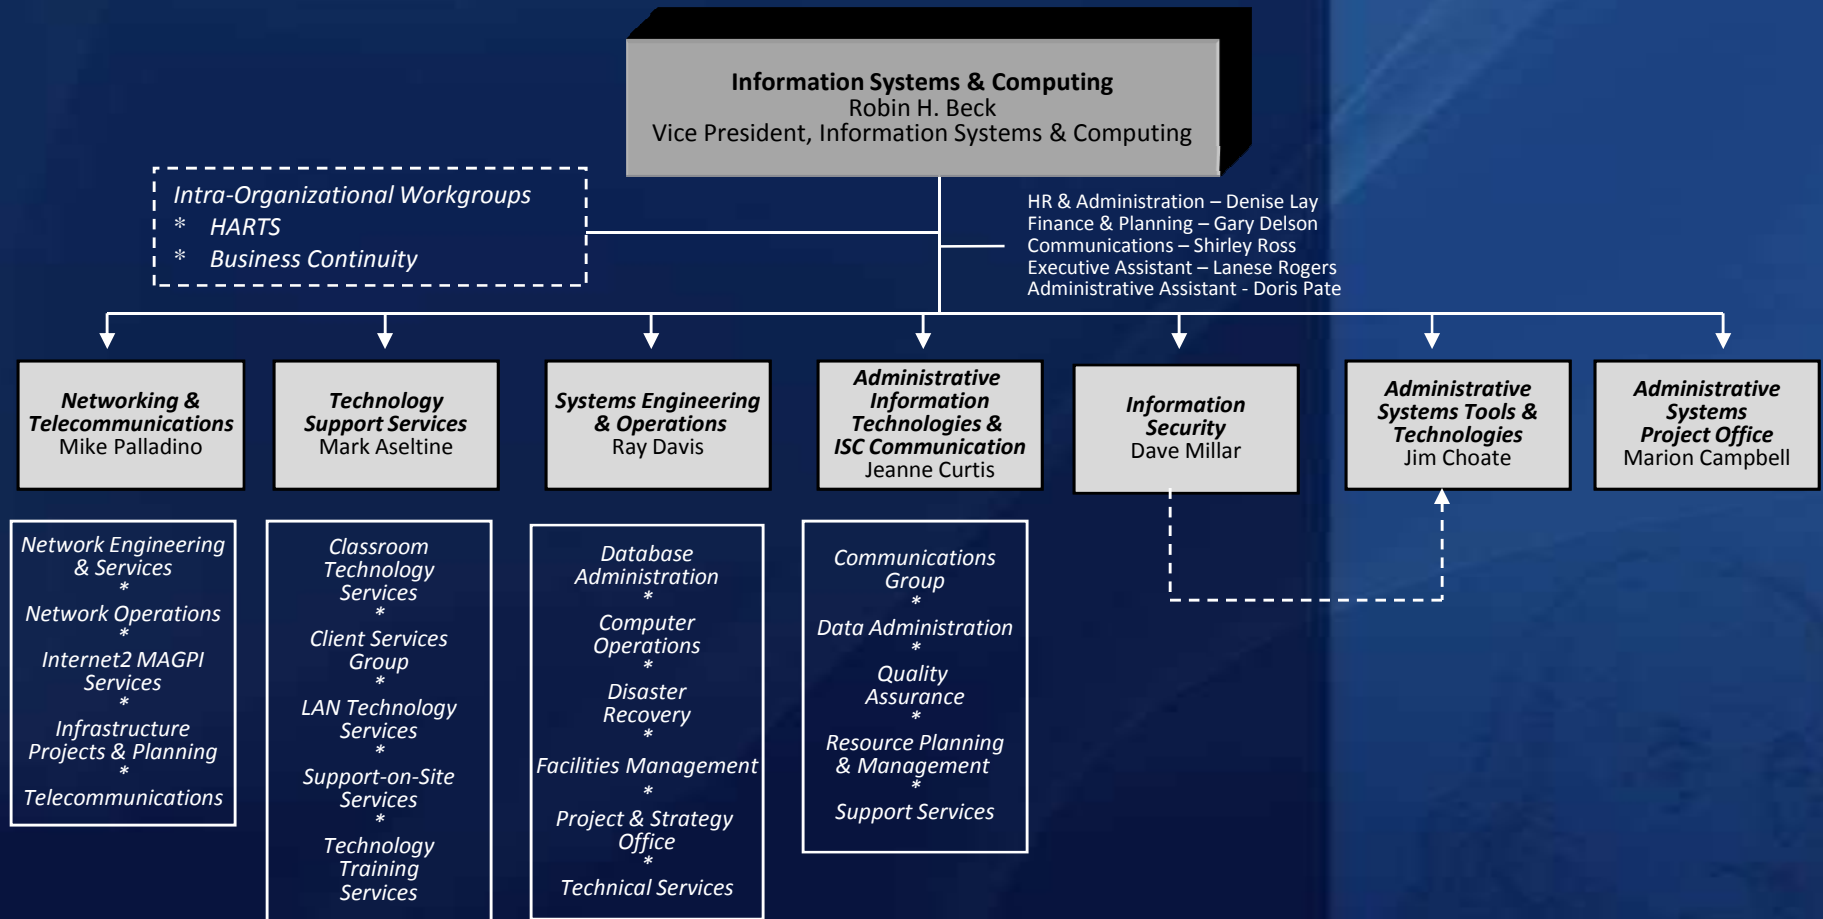 Information Systems & Computing
Robin H. Beck
Vice President, Information Systems & Computing
Intra-Organizational Workgroups
* HARTS
* Business Continuity
HR & Administration – Denise Lay
Finance & Planning – Gary Delson
Communications – Shirley Ross
Executive Assistant – Lanese Rogers
Administrative Assistant - Doris Pate
Networking &
Telecommunications
Mike Palladino
Technology
Support Services
Mark Aseltine
Systems Engineering
& Operations
Ray Davis
Administrative
Information
Technologies &
ISC Communication
Jeanne Curtis
Information
Security
Dave Millar
Administrative
Systems Tools &
Technologies
Jim Choate
Administrative
Systems
Project Office
Marion Campbell
Network Engineering
& Services
*
Network Operations
*
Internet2 MAGPI
Services
*
Infrastructure
Projects & Planning
*
Telecommunications
Classroom
Technology
Services
*
Client Services
Group
*
LAN Technology
Services
*
Support-on-Site
Services
*
Technology
Training
Services
Database
Administration
*
Computer
Operations
*
Disaster
Recovery
*
Facilities Management
*
Project & Strategy
Office
*
Technical Services
Communications
Group
*
Data Administration
*
Quality
Assurance
*
Resource Planning
& Management
*
Support Services